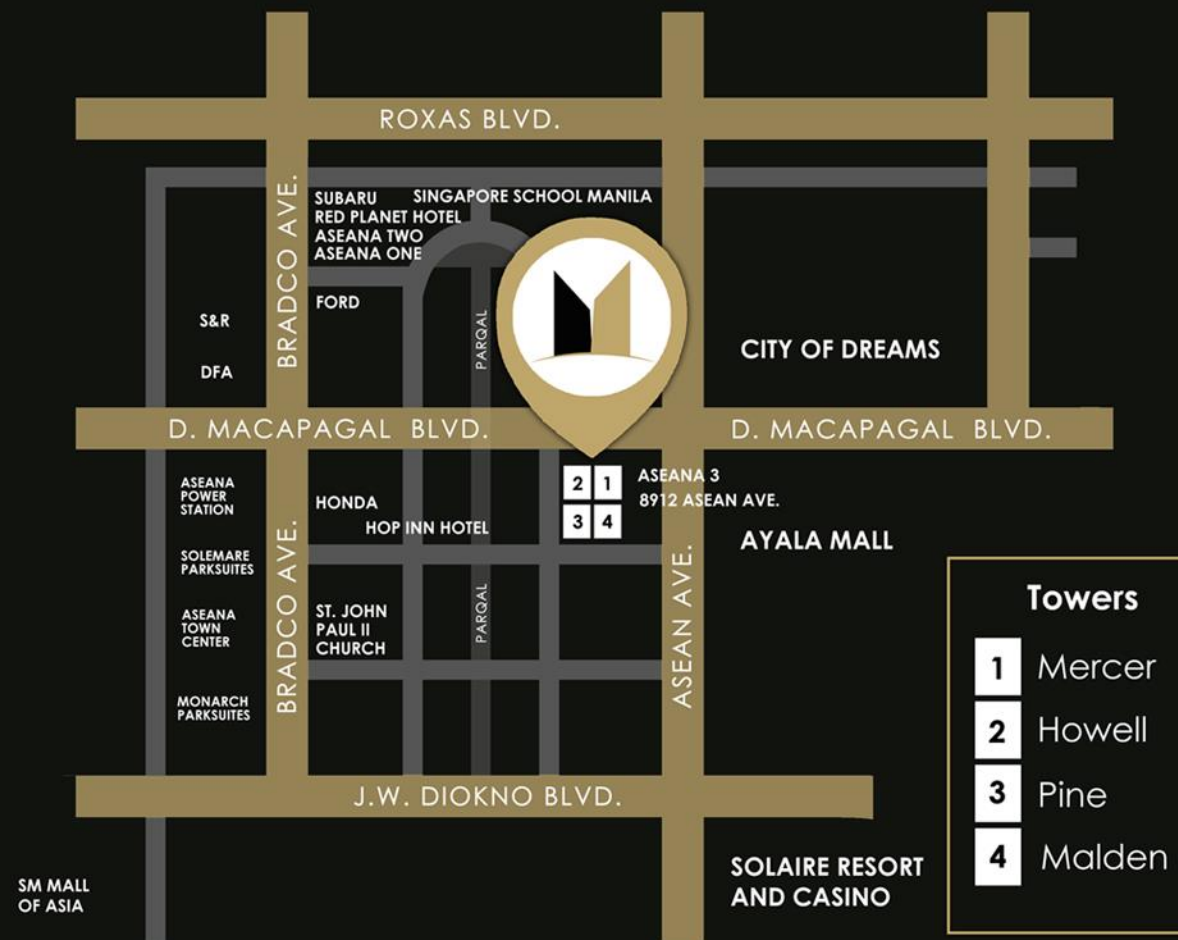 ROXAS BLVD.
BRADCO AVE.
SUBARU
RED PLANET HOTEL
ASEANA TWO
ASEANA ONE
SINGAPORE SCHOOL MANILA
FORD
S&R
DFA
PARQAL
CITY OF DREAMS
D. MACAPAGAL BLVD.
D. MACAPAGAL BLVD.
ASEANA
POWER
STATION
HONDA
HOP INN HOTEL
2 1
3 4
ASEANA 3
8912 ASEAN AVE.
AYALA MALL
SOLEMARE
PARKSUITES
ASEANA
TOWN
CENTER
BRADCO AVE.
ST. JOHN
PAUL II
CHURCH
PARQAL
ASEAN AVE.
MONARCH
PARKSUITES
J.W. DIOKNO BLVD.
SM MALL
OF ASIA
SOLAIRE RESORT
AND CASINO
Towers
1 Mercer
2 Howell
3 Pine
4 Malden